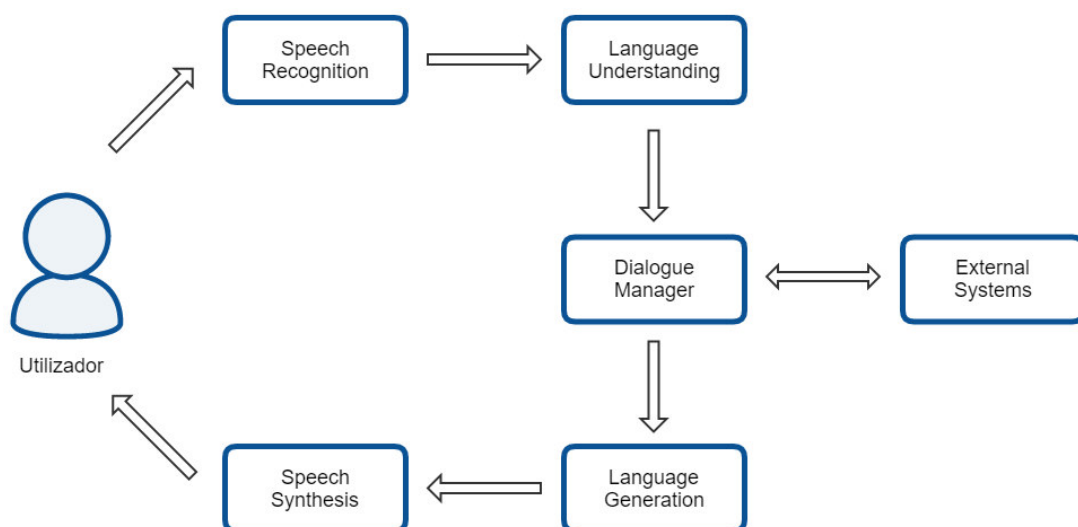 Speech
Recognition
Language
Understanding
Dialogue
Manager
External
Systems
Utilizador
Speech
Synthesis
Language
Generation